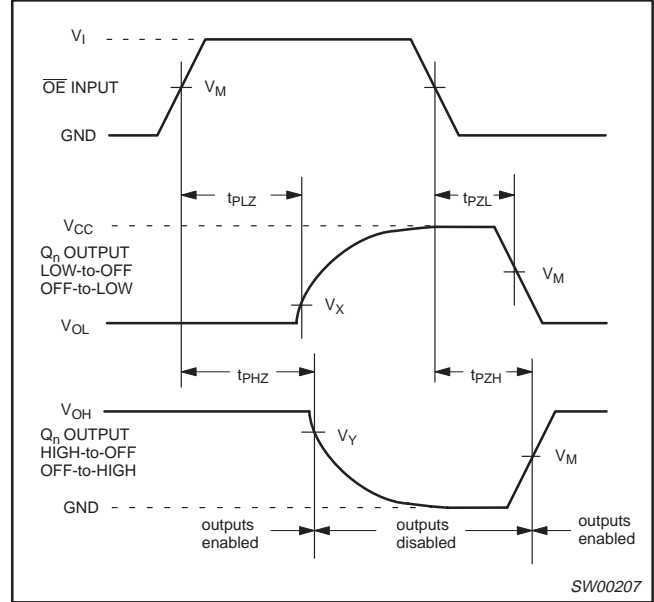 V_I
OE INPUT
V_M
GND
t_PLZ
t_PZL
V_CC
Q_n OUTPUT
LOW-to-OFF
OFF-to-LOW
V_M
V_X
V_OL
t_PHZ
t_PZH
V_OH
Q_n OUTPUT
HIGH-to-OFF
OFF-to-HIGH
V_Y
V_M
GND
outputs
enabled
outputs
disabled
outputs
enabled
SW00207